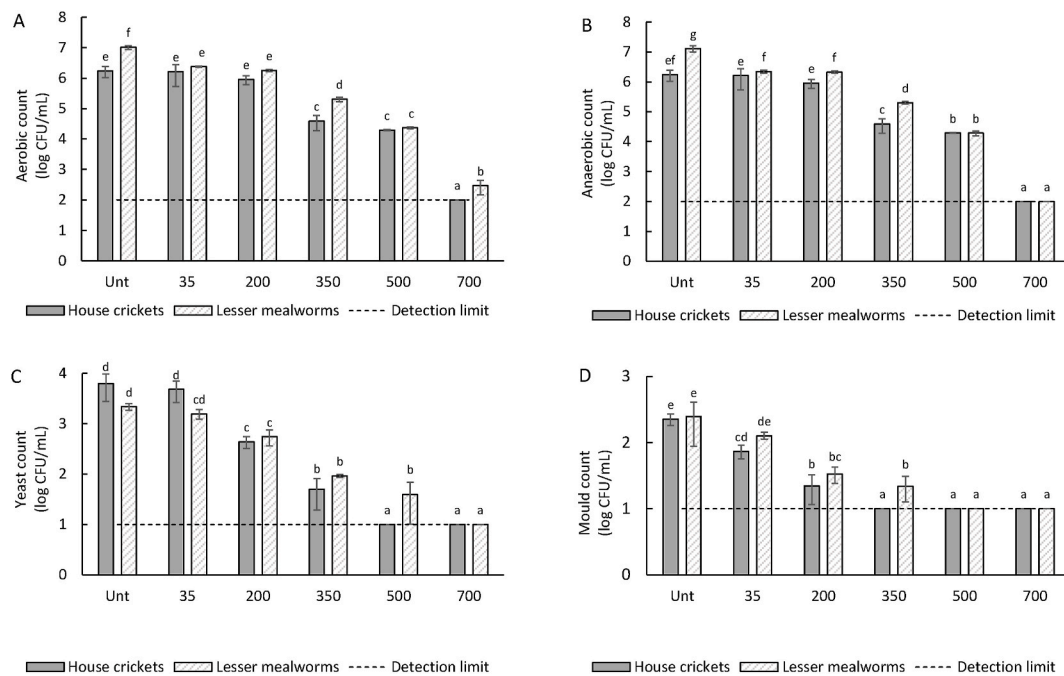 A
Aerobic count
(log CFU/mL)
8
7
6
5
4
3
2
1
0
e f
e e
e e
c d
c c
a b
Unt 35 200 350 500 700
House crickets Lesser mealworms Detection limit
B
Anaerobic count
(log CFU/mL)
8
7
6
5
4
3
2
1
0
ef g
e f
e f
c d
b b
a a
Unt 35 200 350 500 700
House crickets Lesser mealworms Detection limit
C
Yeast count
(log CFU/mL)
4
3
2
1
0
d d
d cd
c c
b b
a b
a a
Unt 35 200 350 500 700
House crickets Lesser mealworms Detection limit
D
Mould count
(log CFU/mL)
3
2
1
0
e e
cd de
b bc
a b
a a
a a
Unt 35 200 350 500 700
House crickets Lesser mealworms Detection limit